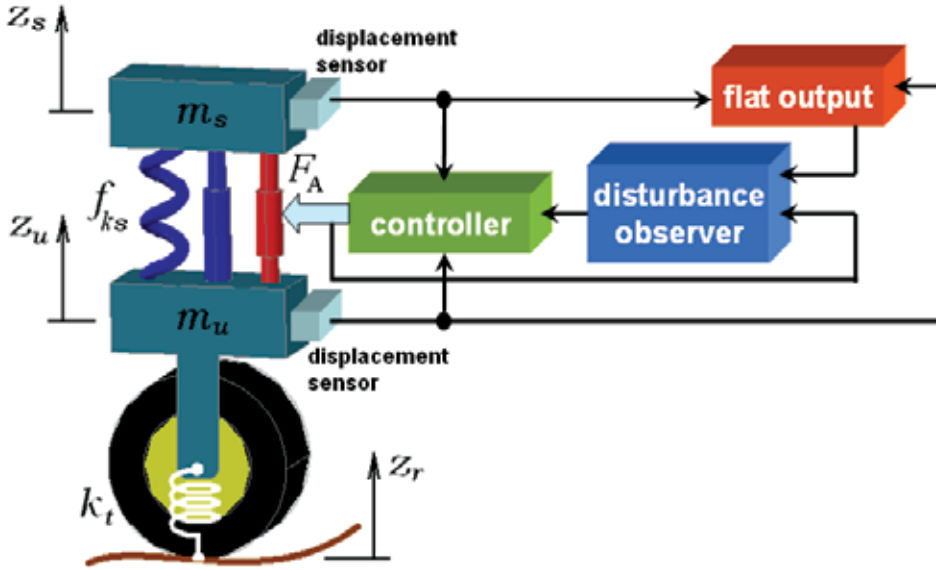 z_s
displacement
sensor
flat output
m_s
F_A
f_ks
disturbance
observer
controller
z_u
m_u
displacement
sensor
z_r
k_t